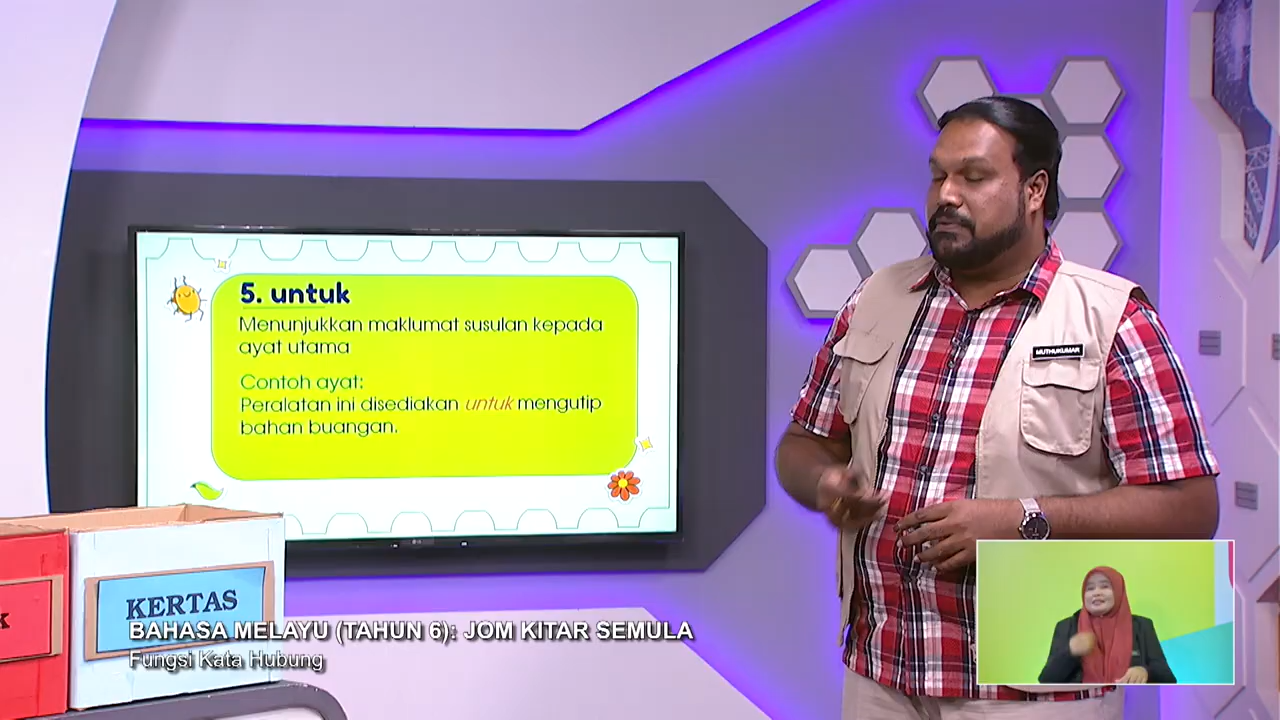 5. untuk
Menunjukkan maklumat susulan kepada
ayat utama
Contoh ayat:
Peralatan ini disediakan untuk mengutip
bahan buangan.
MUTHUKUMAR
KERTAS
BAHASA MELAYU (TAHUN 6): JOM KITAR SEMULA
Fungsi Kata Hubung